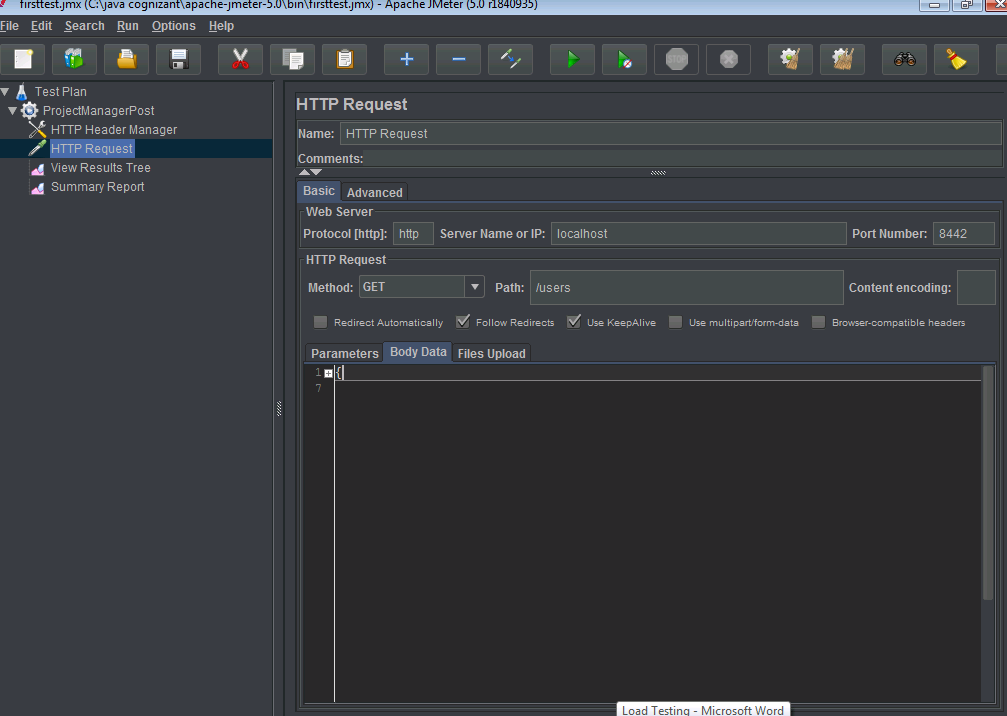 firsttest.jmx (C:\java cognizant\apache-jmeter-5.0\bin\firsttest.jmx) - Apache JMeter (5.0 r1840935)
File Edit Search Run Options Help
STOP
Test Plan
ProjectManagerPost
HTTP Header Manager
HTTP Request
View Results Tree
Summary Report
HTTP Request
Name: HTTP Request
Comments:
Basic Advanced
Web Server
Protocol [http]: http Server Name or IP: localhost Port Number: 8442
HTTP Request
Method: GET Path: /users Content encoding:
Redirect Automatically Follow Redirects Use KeepAlive Use multipart/form-data Browser-compatible headers
Parameters Body Data Files Upload
1 {
7
Load Testing - Microsoft Word